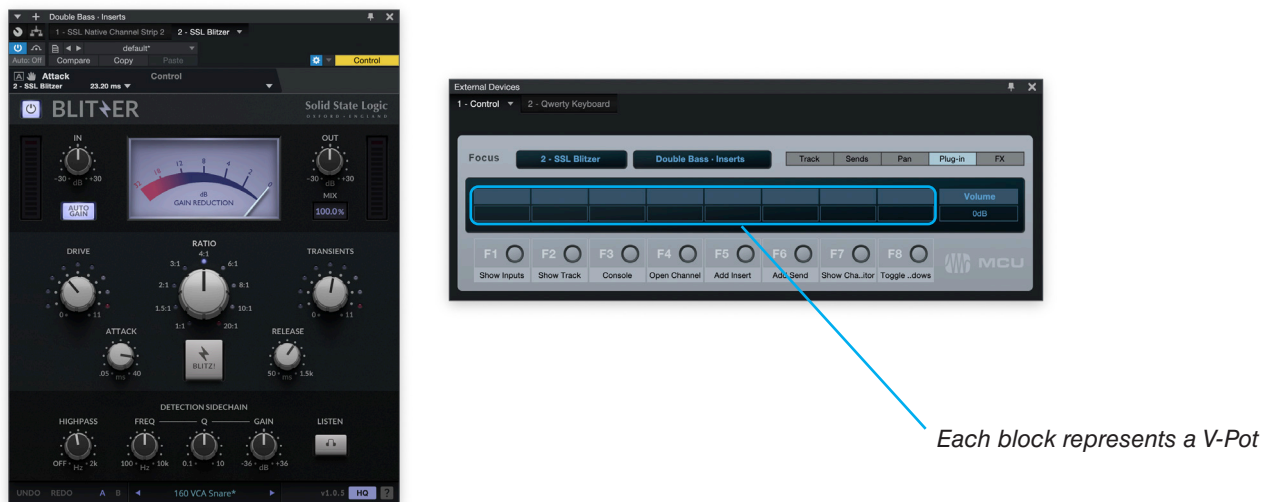 Double Bass - Inserts
1 - SSL Native Channel Strip 2 2 - SSL Blitzer
default*
Auto: Off Compare Copy Paste Control
A Attack Control
2 - SSL Blitzer 23.20 ms
BLITZER Solid State Logic
OXFORD • ENGLAND
IN OUT
-30 dB +30 -30 dB +30
32 18 12 8 4 2 0
dB
GAIN REDUCTION
AUTO
GAIN
MIX
100.0 %
DRIVE RATIO TRANSIENTS
4:1
3:1 6:1
2:1 8:1
1.5:1 10:1
1:1 20:1
0 11 0 11
ATTACK RELEASE
BLITZ!
.05 ms 40 50 ms 1.5k
DETECTION SIDECHAIN
HIGHPASS FREQ Q GAIN LISTEN
OFF Hz 2k 100 Hz 10k 0.1 10 -36 dB +36
UNDO REDO A B 160 VCA Snare* v1.0.5 HQ ?
External Devices
1 - Control 2 - Qwerty Keyboard
Focus 2 - SSL Blitzer Double Bass - Inserts Track Sends Pan Plug-in FX
Volume
0dB
F1 F2 F3 F4 F5 F6 F7 F8 MCU
Show Inputs Show Track Console Open Channel Add Insert Add Send Show Cha..itor Toggle ..dows
Each block represents a V-Pot